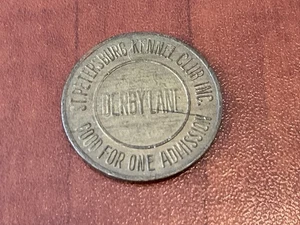 ST. PETERSBURG KENNEL CLUB INC.
DERBY LANE
GOOD FOR ONE ADMISSION